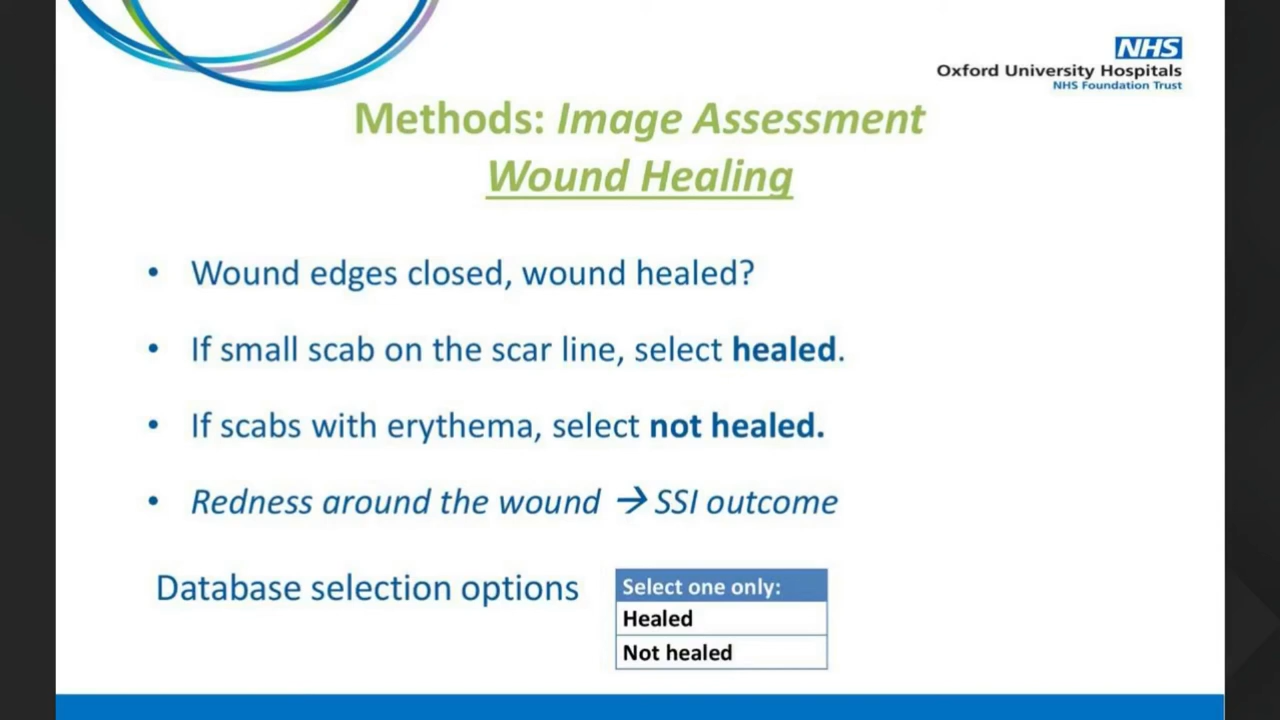 NHS
Oxford University Hospitals
NHS Foundation Trust
Methods: Image Assessment
Wound Healing
• Wound edges closed, wound healed?
• If small scab on the scar line, select healed.
• If scabs with erythema, select not healed.
• Redness around the wound → SSI outcome
Database selection options
Select one only:
Healed
Not healed